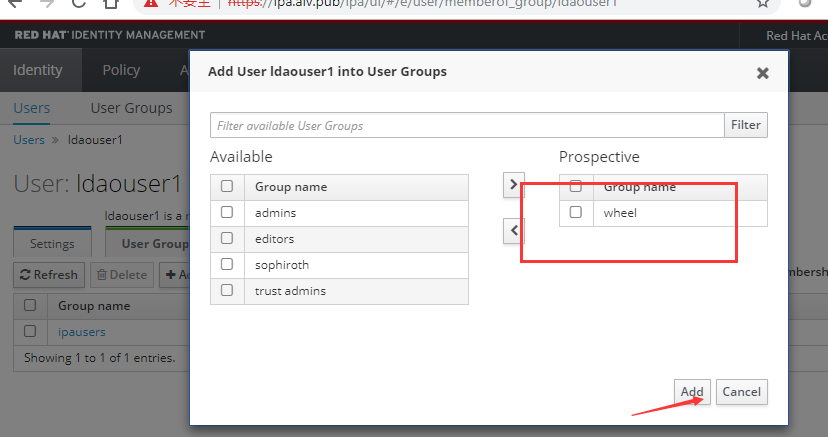 不安全 | https://ipa.alv.pub/ipa/ui/#/e/user/memberof_group/ldaouser1
RED HAT IDENTITY MANAGEMENT
Red Hat Ac
Identity Policy A
Users User Groups
Users » ldaouser1
User: ldaouser1
ldaouser1 is a
Settings User Group
Refresh Delete + A
mbersh
Group name
ipausers
Showing 1 to 1 of 1 entries.
Add User ldaouser1 into User Groups
Filter available User Groups Filter
Available
Group name
admins
editors
sophiroth
trust admins
> <
Prospective
Group name
wheel
Add Cancel